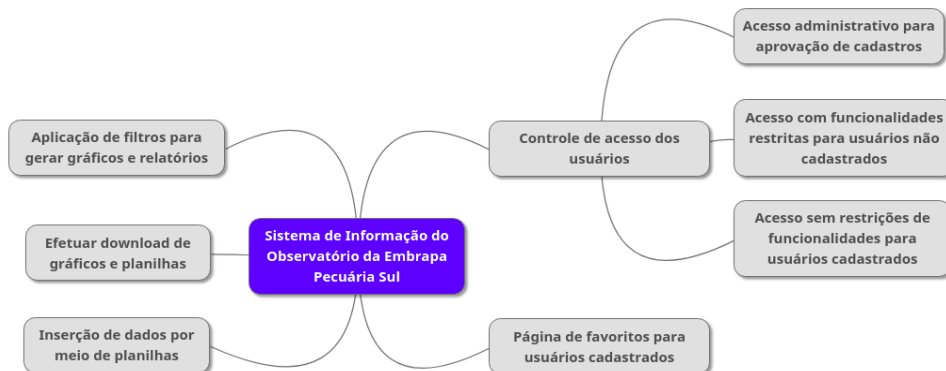 Acesso administrativo para
aprovação de cadastros
Aplicação de filtros para
gerar gráficos e relatórios
Controle de acesso dos
usuários
Acesso com funcionalidades
restritas para usuários não
cadastrados
Efetuar download de
gráficos e planilhas
Sistema de Informação do
Observatório da Embrapa
Pecuária Sul
Acesso sem restrições de
funcionalidades para
usuários cadastrados
Inserção de dados por
meio de planilhas
Página de favoritos para
usuários cadastrados